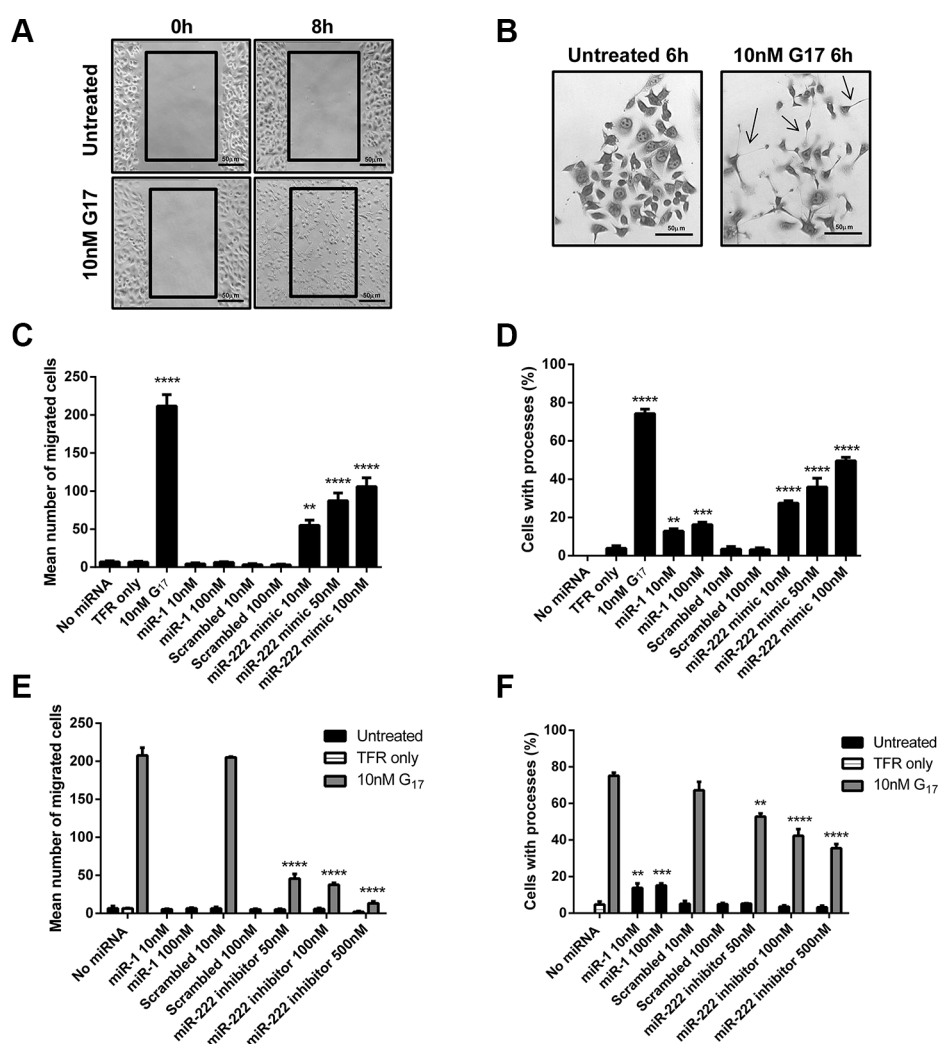 A
0h
8h
Untreated
50μm
50μm
10nM G17
50μm
50μm
B
Untreated 6h
10nM G17 6h
50μm
50μm
C
Mean number of migrated cells
250
200
150
100
50
0
****
**
****
****
No miRNA
TFR only
10nM G17
miR-1 10nM
miR-1 100nM
Scrambled 10nM
Scrambled 100nM
miR-222 mimic 10nM
miR-222 mimic 50nM
miR-222 mimic 100nM
D
Cells with processes (%)
100
80
60
40
20
0
****
**
***
****
****
****
No miRNA
TFR only
10nM G17
miR-1 10nM
miR-1 100nM
Scrambled 10nM
Scrambled 100nM
miR-222 mimic 10nM
miR-222 mimic 50nM
miR-222 mimic 100nM
E
Mean number of migrated cells
250
200
150
100
50
0
Untreated
TFR only
10nM G17
****
****
****
No miRNA
miR-1 10nM
miR-1 100nM
Scrambled 10nM
Scrambled 100nM
miR-222 inhibitor 50nM
miR-222 inhibitor 100nM
miR-222 inhibitor 500nM
F
Cells with processes (%)
100
80
60
40
20
0
Untreated
TFR only
10nM G17
**
***
**
****
****
No miRNA
miR-1 10nM
miR-1 100nM
Scrambled 10nM
Scrambled 100nM
miR-222 inhibitor 50nM
miR-222 inhibitor 100nM
miR-222 inhibitor 500nM